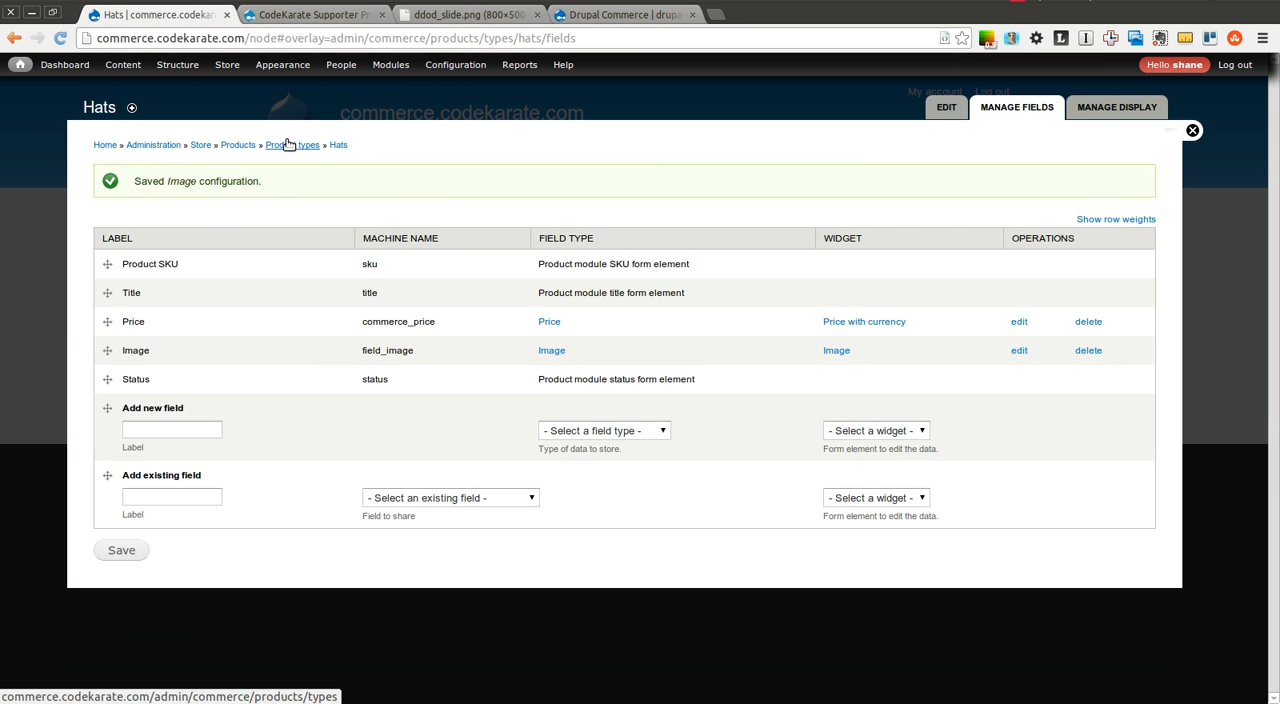 Hats | commerce.codekar
CodeKarate Supporter P
ddod_slide.png (800×500
Drupal Commerce | drup
commerce.codekarate.com/node#overlay=admin/commerce/products/types/hats/fields
Dashboard Content Structure Store Appearance People Modules Configuration Reports Help Hello shane Log out
My account Log out
Hats
commerce.codekarate.com
EDIT MANAGE FIELDS MANAGE DISPLAY
Home » Administration » Store » Products » Product types » Hats
Saved Image configuration.
Show row weights
LABEL MACHINE NAME FIELD TYPE WIDGET OPERATIONS
Product SKU sku Product module SKU form element
Title title Product module title form element
Price commerce_price Price Price with currency edit delete
Image field_image Image Image edit delete
Status status Product module status form element
Add new field
- Select a field type - - Select a widget -
Label Type of data to store. Form element to edit the data.
Add existing field
- Select an existing field - - Select a widget -
Label Field to share Form element to edit the data.
Save
commerce.codekarate.com/admin/commerce/products/types